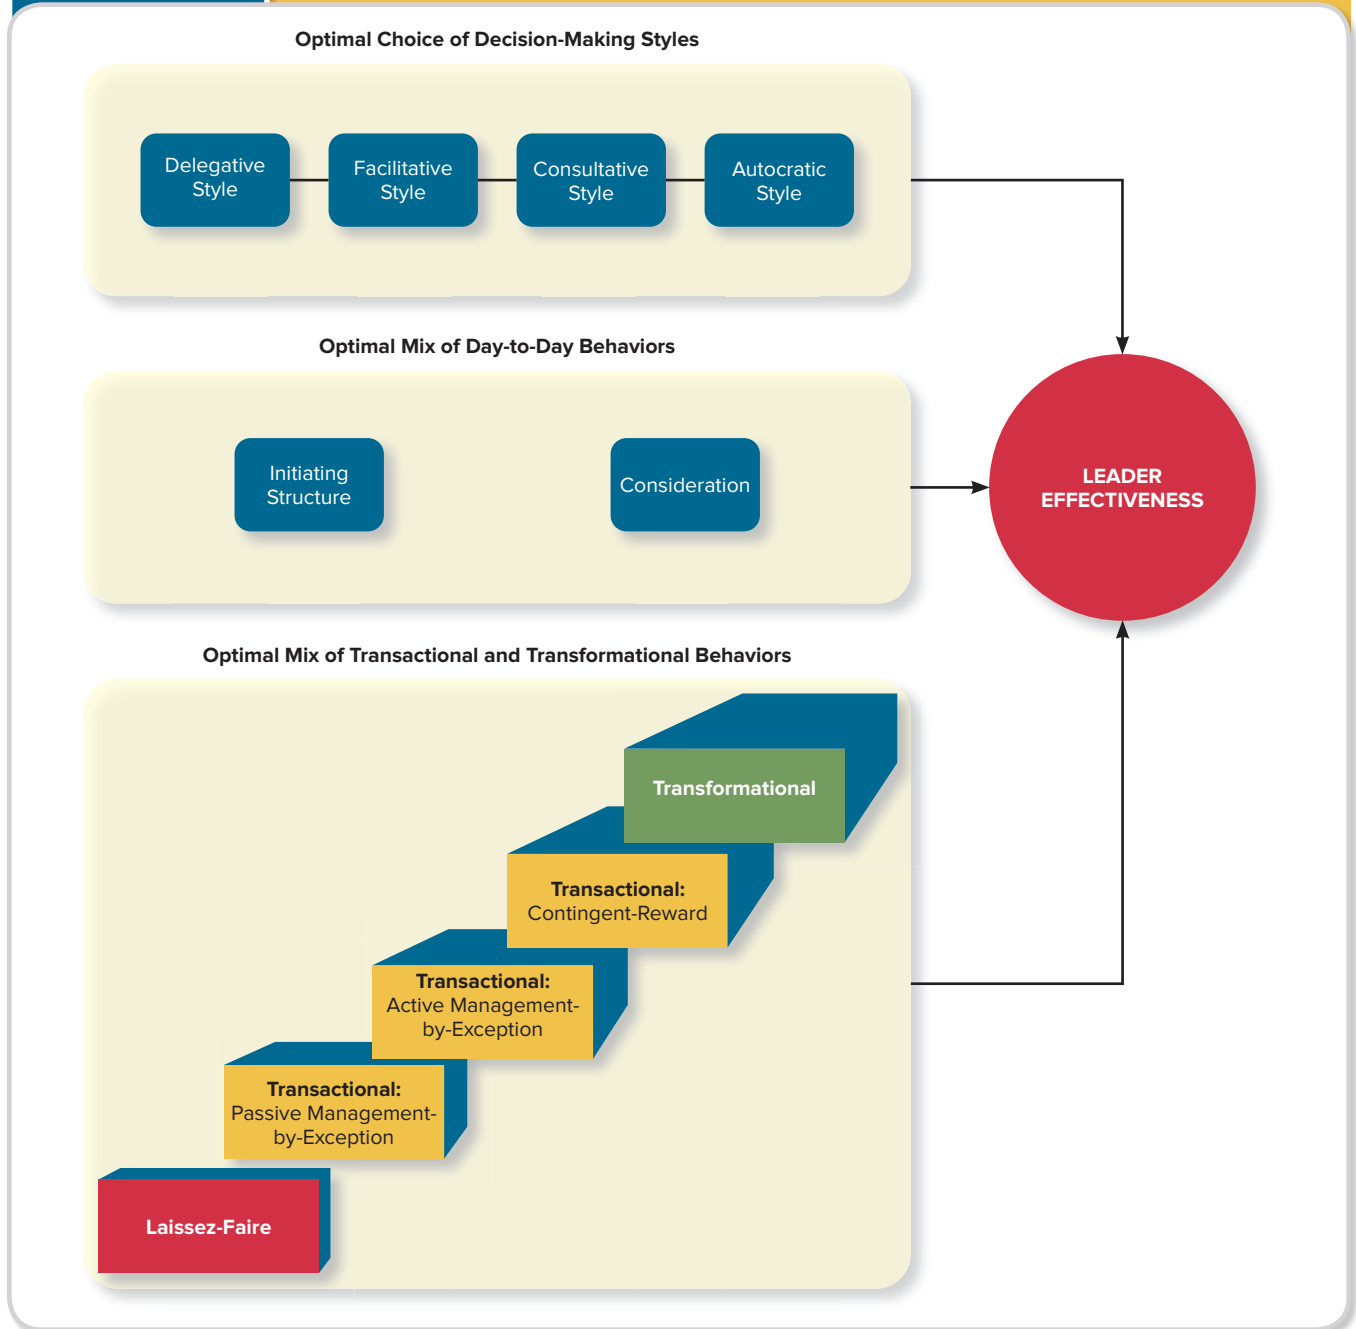 Optimal Choice of Decision-Making Styles
Delegative
Style
Facilitative
Style
Consultative
Style
Autocratic
Style
Optimal Mix of Day-to-Day Behaviors
Initiating
Structure
Consideration
LEADER
EFFECTIVENESS
Optimal Mix of Transactional and Transformational Behaviors
Transformational
Transactional:
Contingent-Reward
Transactional:
Active Management-
by-Exception
Transactional:
Passive Management-
by-Exception
Laissez-Faire